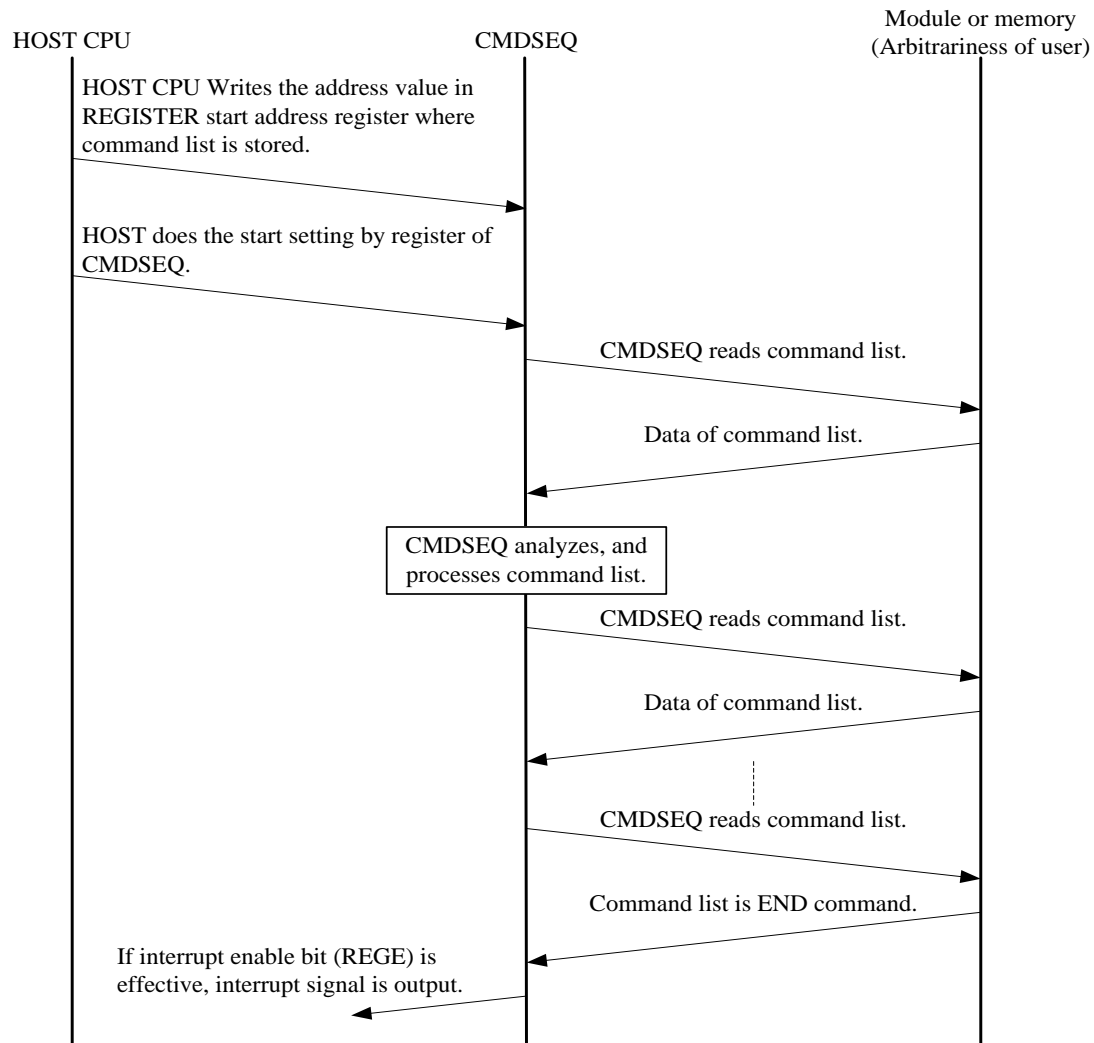 HOST CPU
CMDSEQ
Module or memory
(Arbitrariness of user)
HOST CPU Writes the address value in
REGISTER start address register where
command list is stored.
HOST does the start setting by register of
CMDSEQ.
CMDSEQ reads command list.
Data of command list.
CMDSEQ analyzes, and
processes command list.
CMDSEQ reads command list.
Data of command list.
CMDSEQ reads command list.
Command list is END command.
If interrupt enable bit (REGE) is
effective, interrupt signal is output.